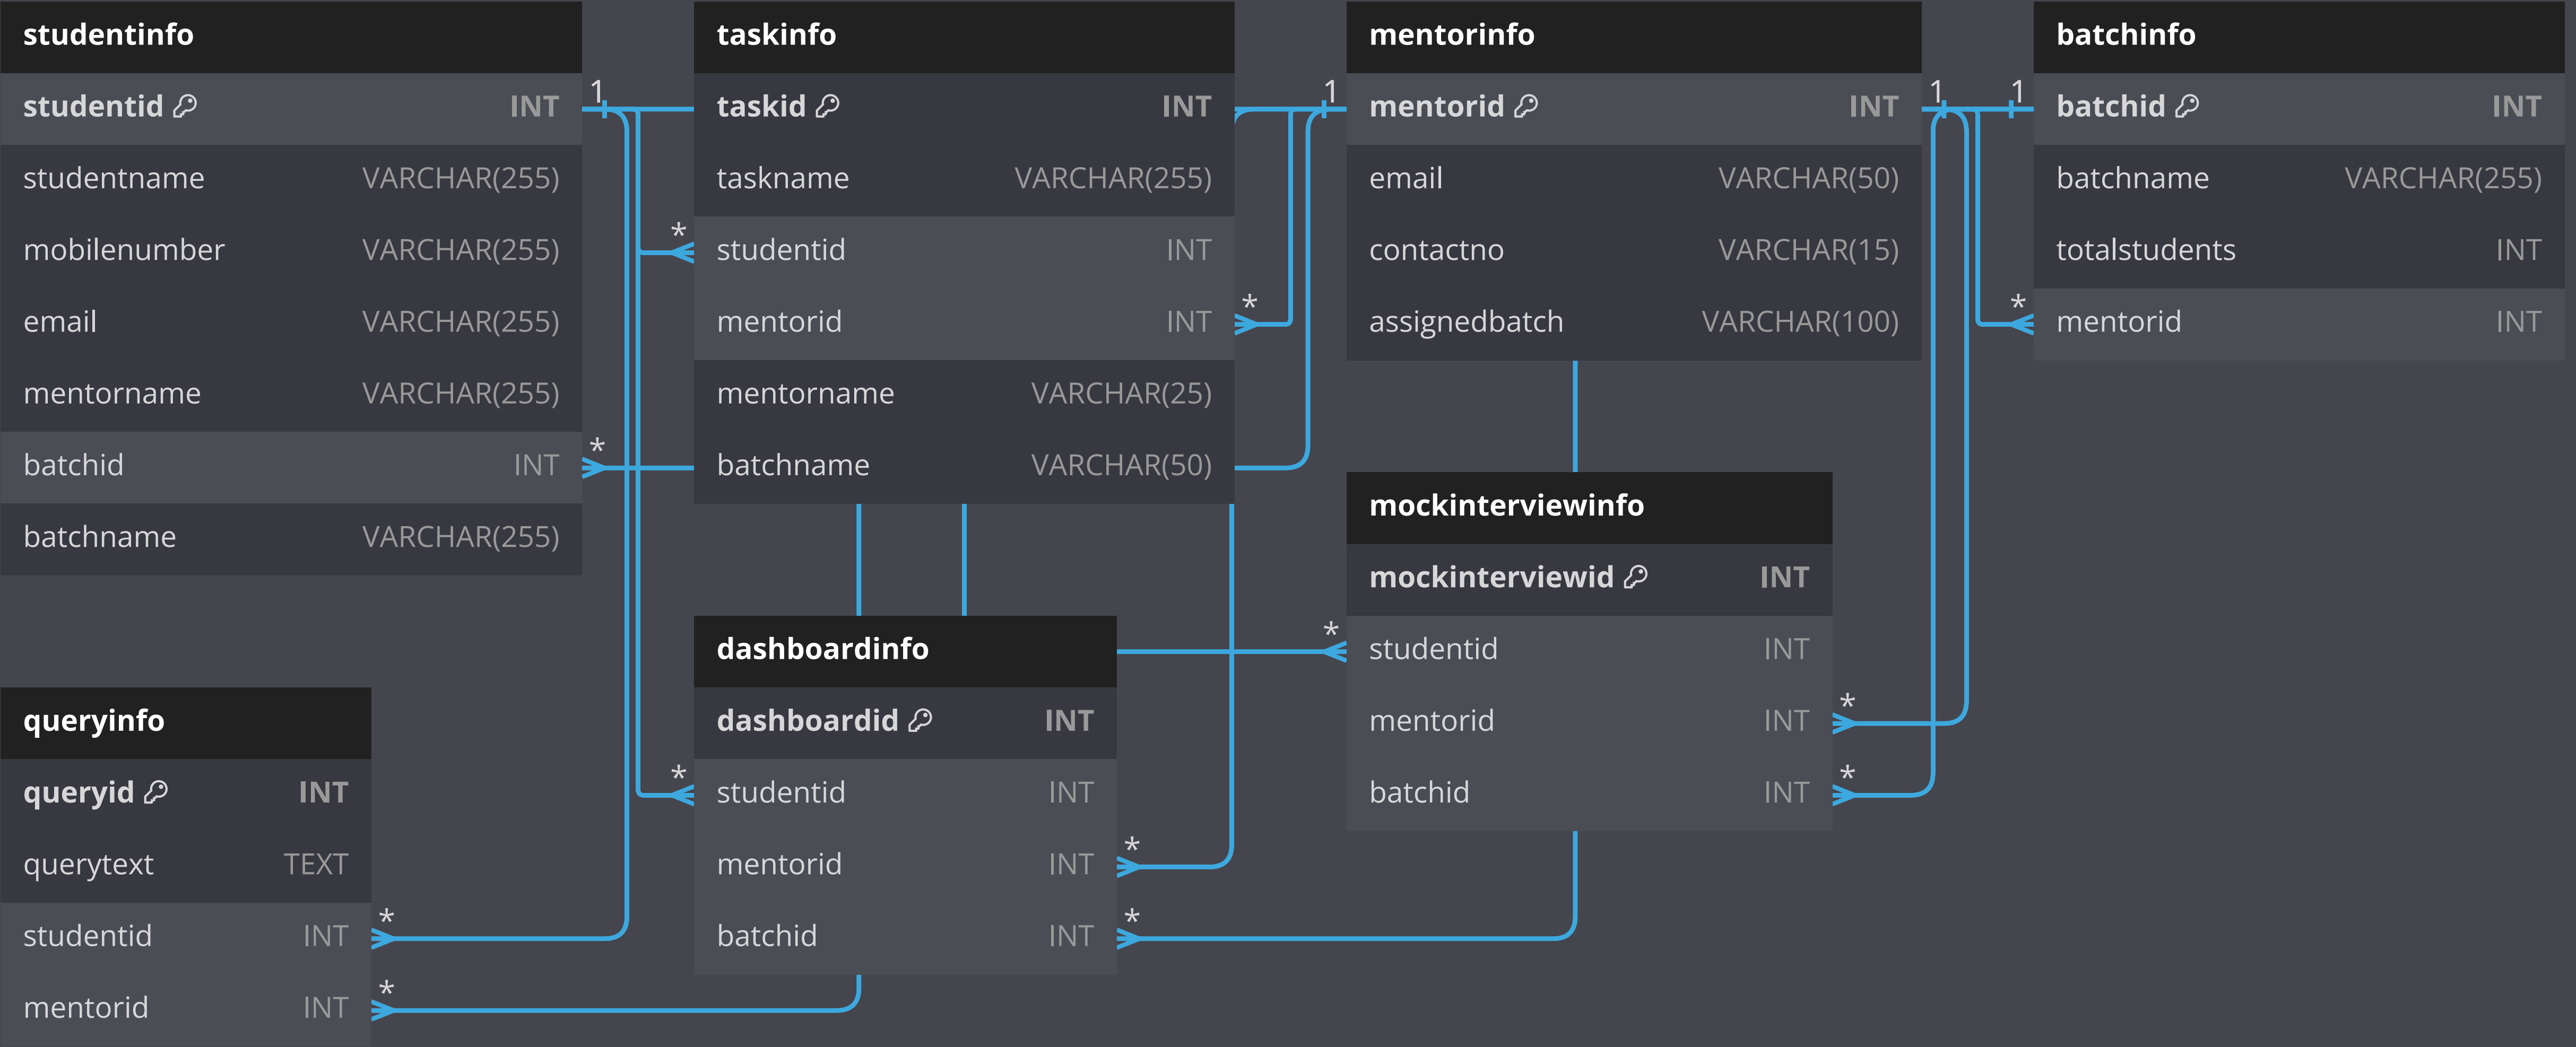 studentinfo
studentid INT
studentname VARCHAR(255)
mobilenumber VARCHAR(255)
email VARCHAR(255)
mentorname VARCHAR(255)
batchid INT
batchname VARCHAR(255)
1
*
taskinfo
taskid INT
taskname VARCHAR(255)
* studentid INT
mentorid INT *
mentorname VARCHAR(25)
batchname VARCHAR(50)
mentorinfo
1
mentorid INT
1
email VARCHAR(50)
contactno VARCHAR(15)
assignedbatch VARCHAR(100)
batchinfo
1
batchid INT
batchname VARCHAR(255)
totalstudents INT
* mentorid INT
mockinterviewinfo
mockinterviewid INT
* studentid INT
mentorid INT *
batchid INT *
dashboardinfo
dashboardid INT
* studentid INT
mentorid INT *
batchid INT *
queryinfo
queryid INT
querytext TEXT
studentid INT *
mentorid INT *